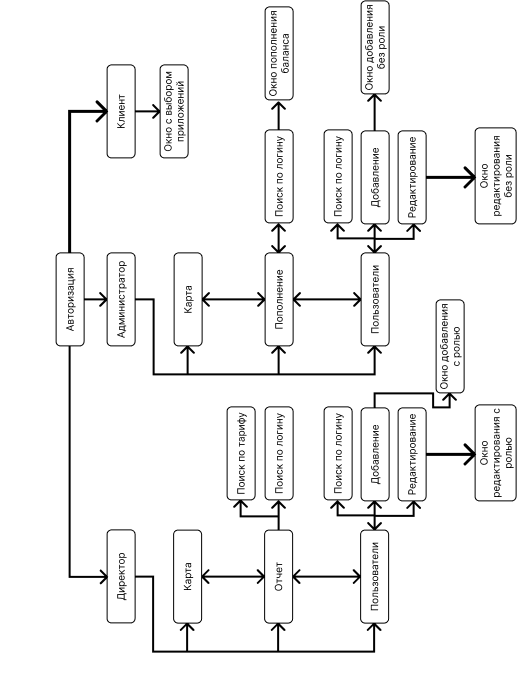 Авторизация
Директор
Администратор
Клиент
Карта
Карта
Окно с выбором
приложений
Поиск по тарифу
Отчет
Поиск по логину
Пополнение
Поиск по логину
Окно пополнения
баланса
Поиск по логину
Поиск по логину
Пользователи
Добавление
Пользователи
Добавление
Окно добавления
без роли
Редактирование
Редактирование
Окно добавления
с ролью
Окно
редактирования с
ролью
Окно
редактирования
без роли